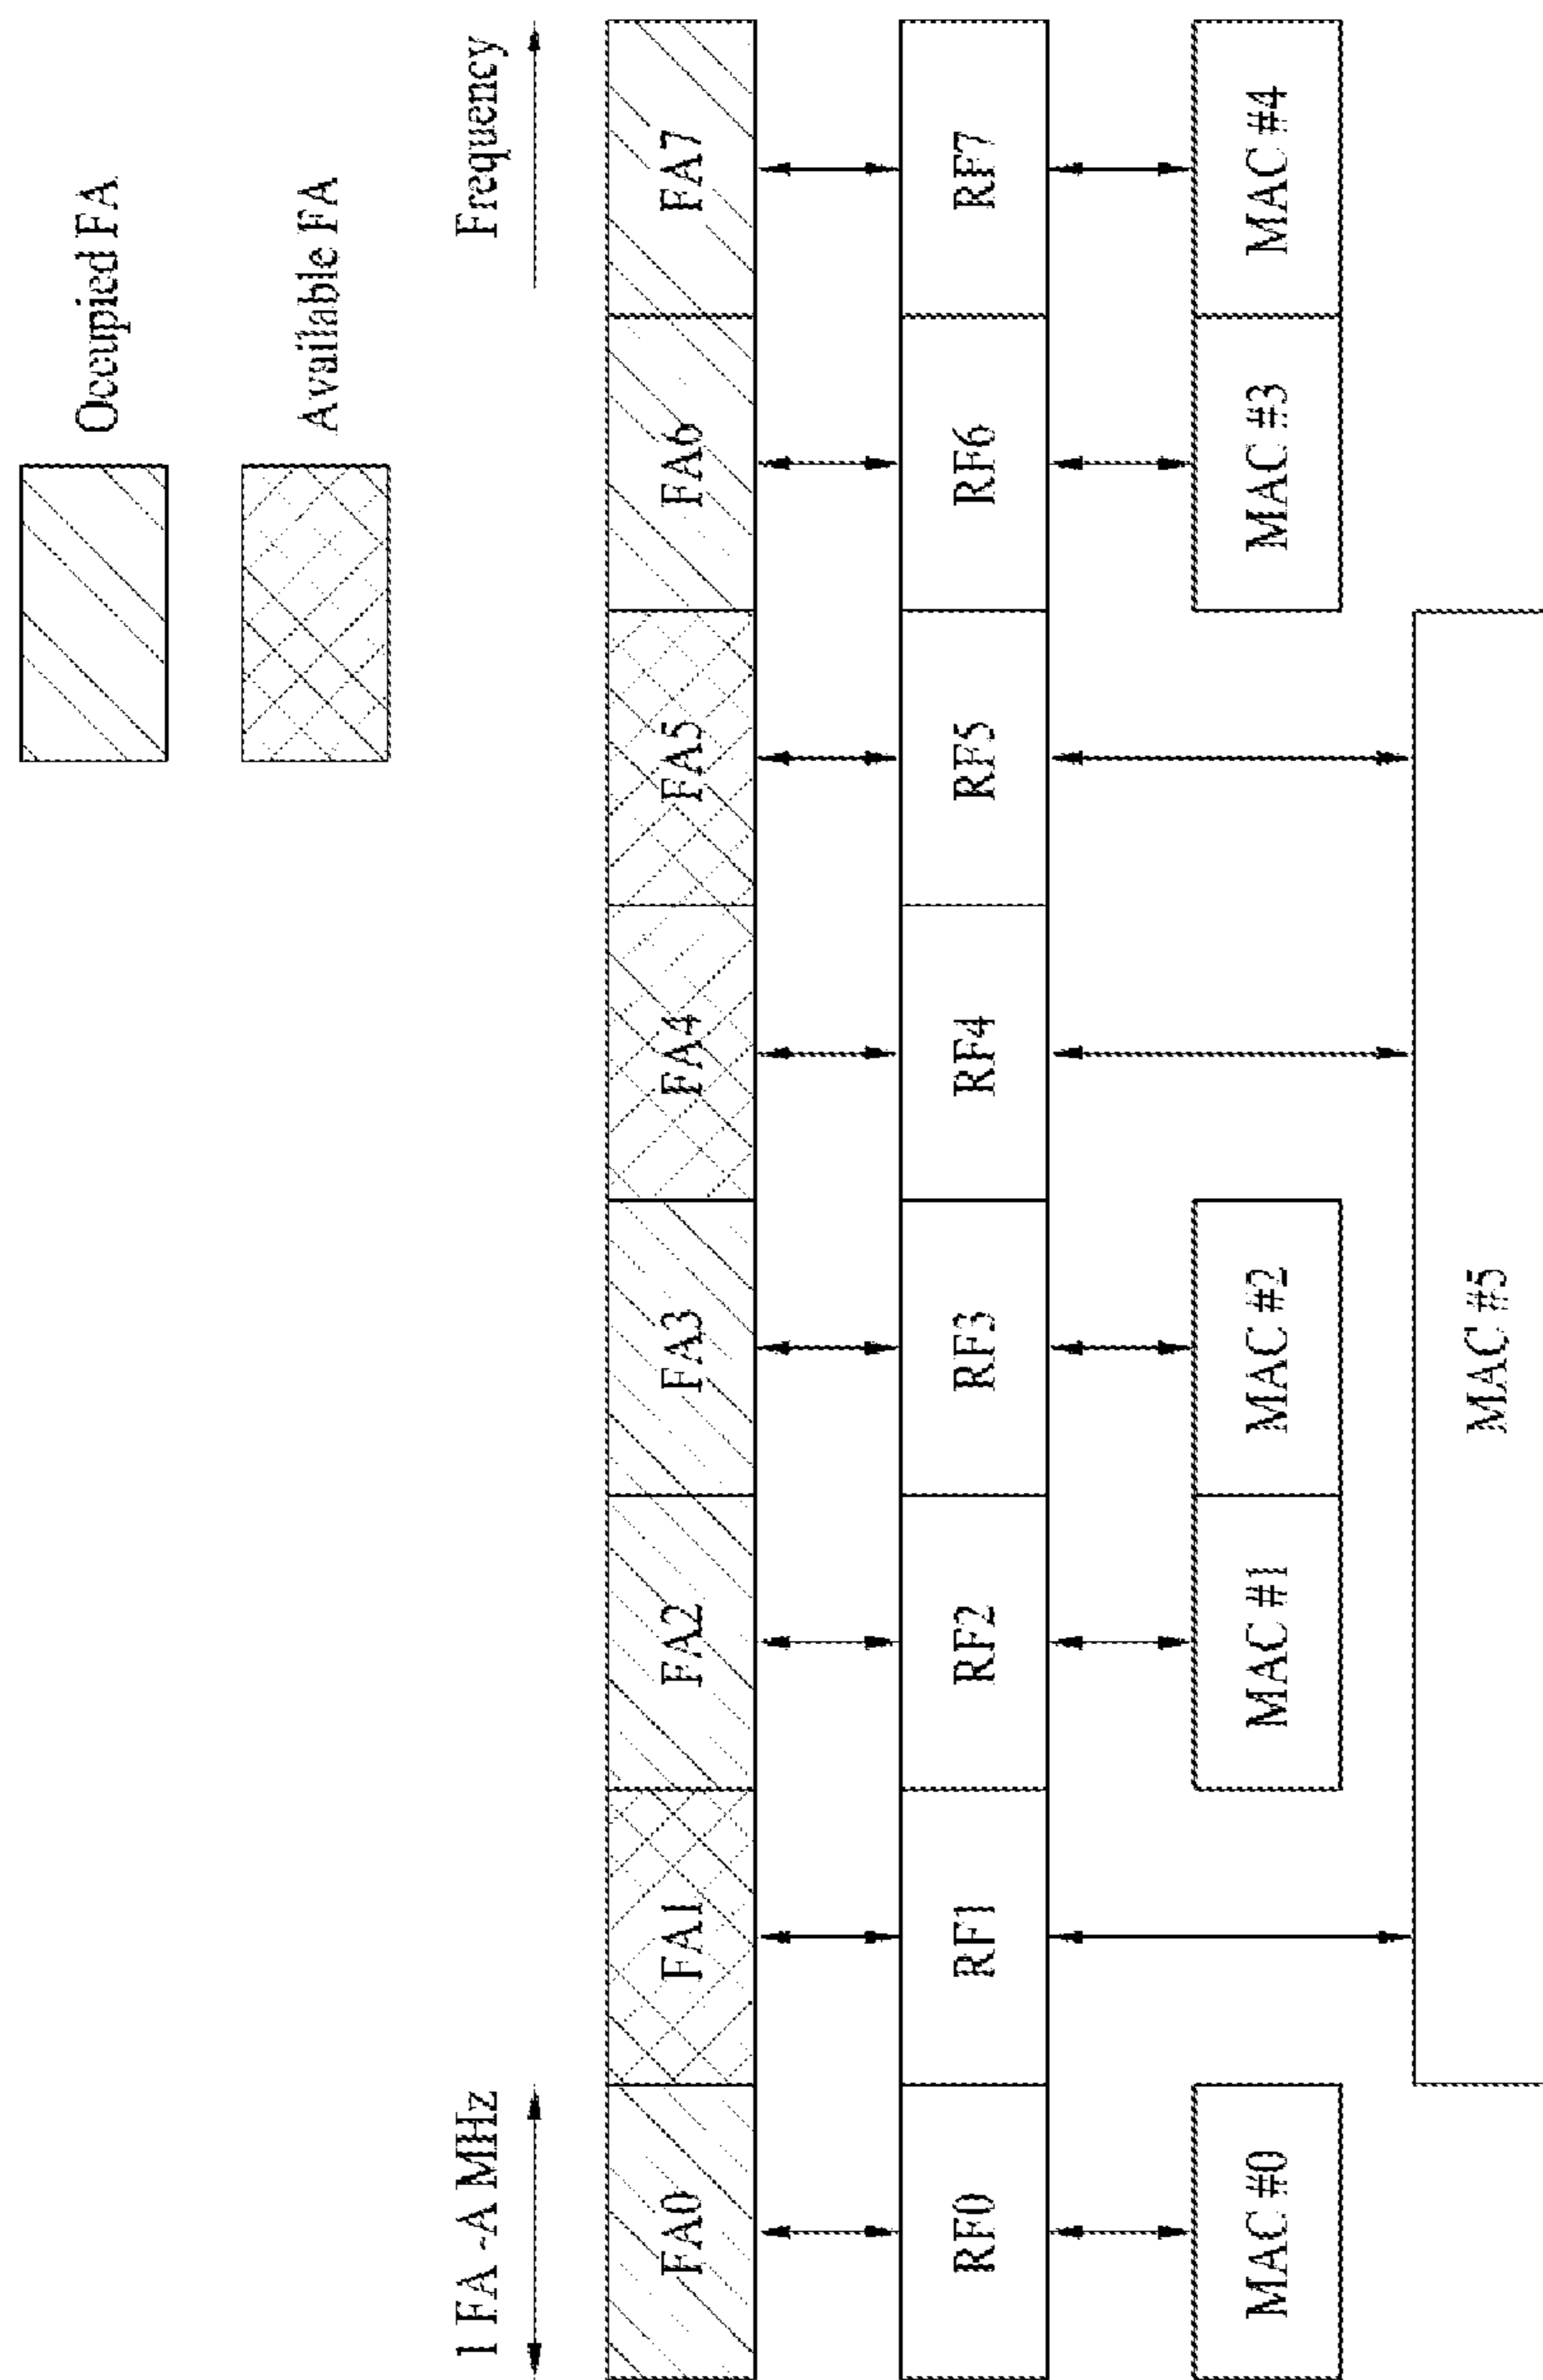 Occupied FA
Available FA
1 FA -A MHz
Frequency
FA0 FA1 FA2 FA3 FA4 FA5 FA6 FA7
RF0 RF1 RF2 RF3 RF4 RF5 RF6 RF7
MAC #0 MAC #1 MAC #2 MAC #3 MAC #4
MAC #5